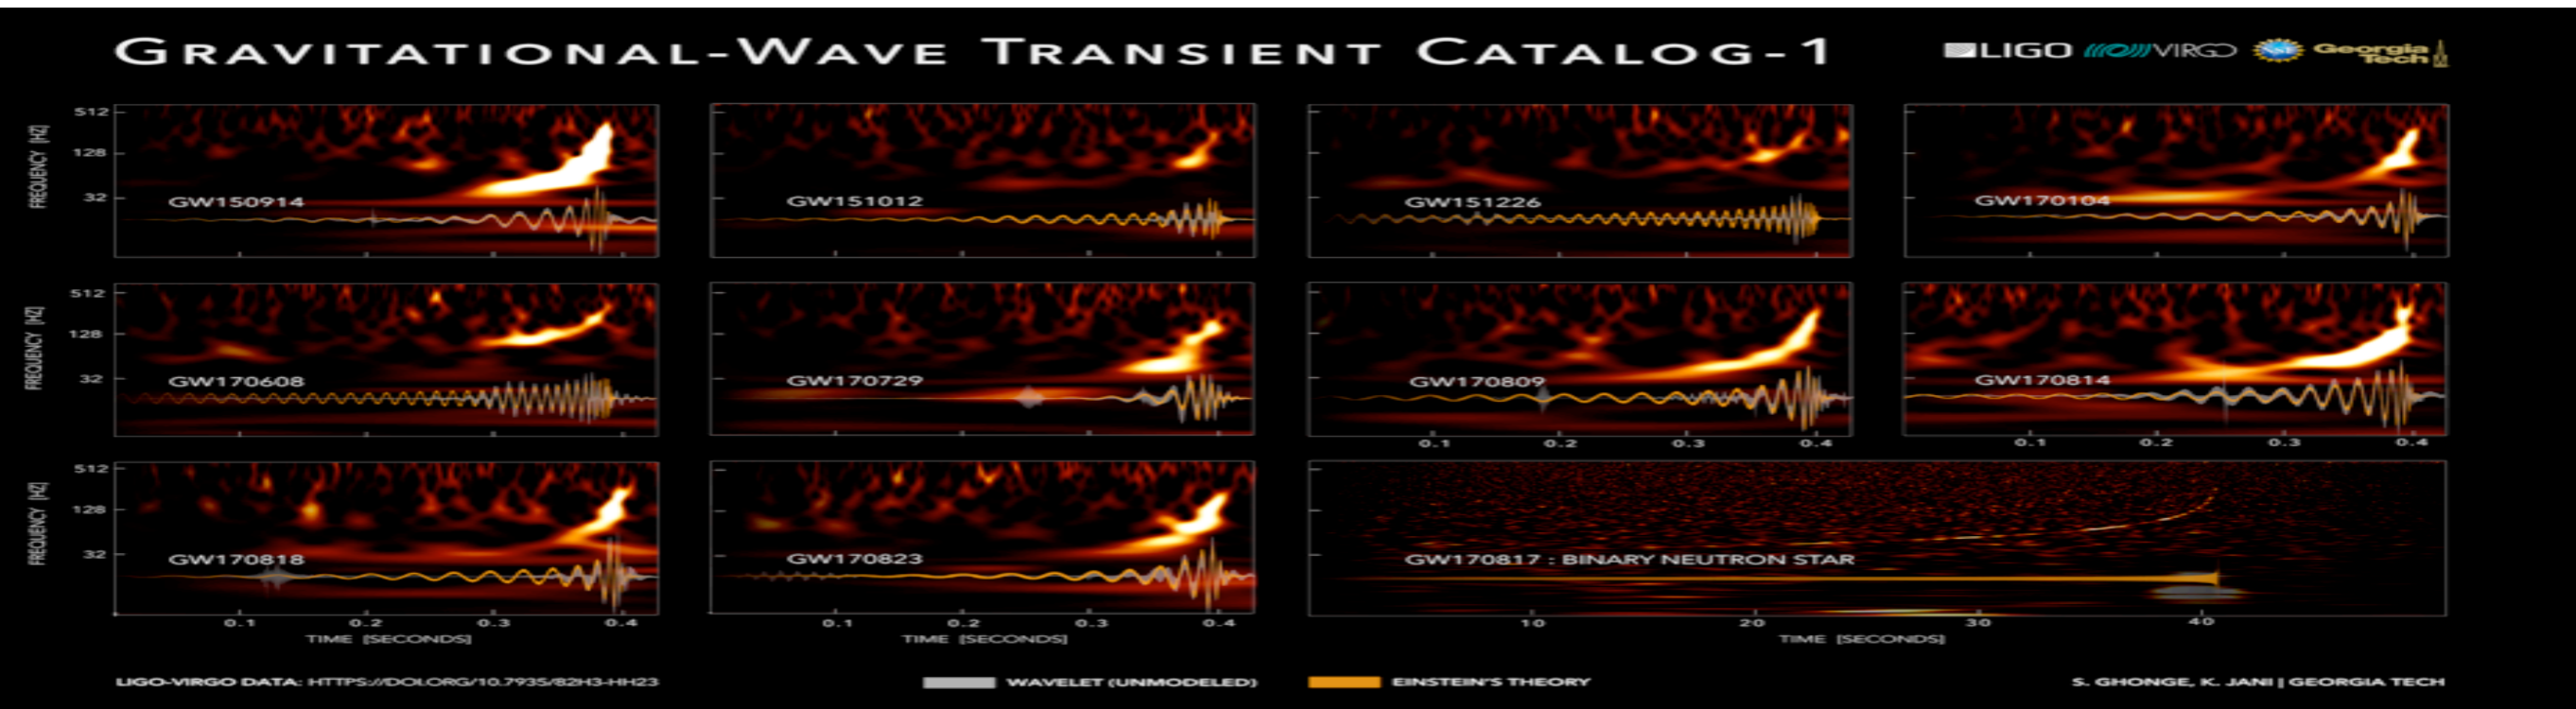 GRAVITATIONAL-WAVE TRANSIENT CATALOG-1
LIGO VIRGO NSF Georgia Tech
FREQUENCY [HZ]
512
128
32
GW150914
GW151012
GW151226
GW170104
FREQUENCY [HZ]
512
128
32
GW170608
GW170729
GW170809
0.1 0.2 0.3 0.4
GW170814
0.1 0.2 0.3 0.4
FREQUENCY [HZ]
512
128
32
GW170818
0.1 0.2 0.3 0.4
TIME [SECONDS]
GW170823
0.1 0.2 0.3 0.4
TIME [SECONDS]
GW170817 : BINARY NEUTRON STAR
10 20 30 40
TIME [SECONDS]
LIGO-VIRGO DATA: HTTPS://DOI.ORG/10.7935/82H3-HH23
WAVELET (UNMODELED)
EINSTEIN'S THEORY
S. GHONGE, K. JANI | GEORGIA TECH